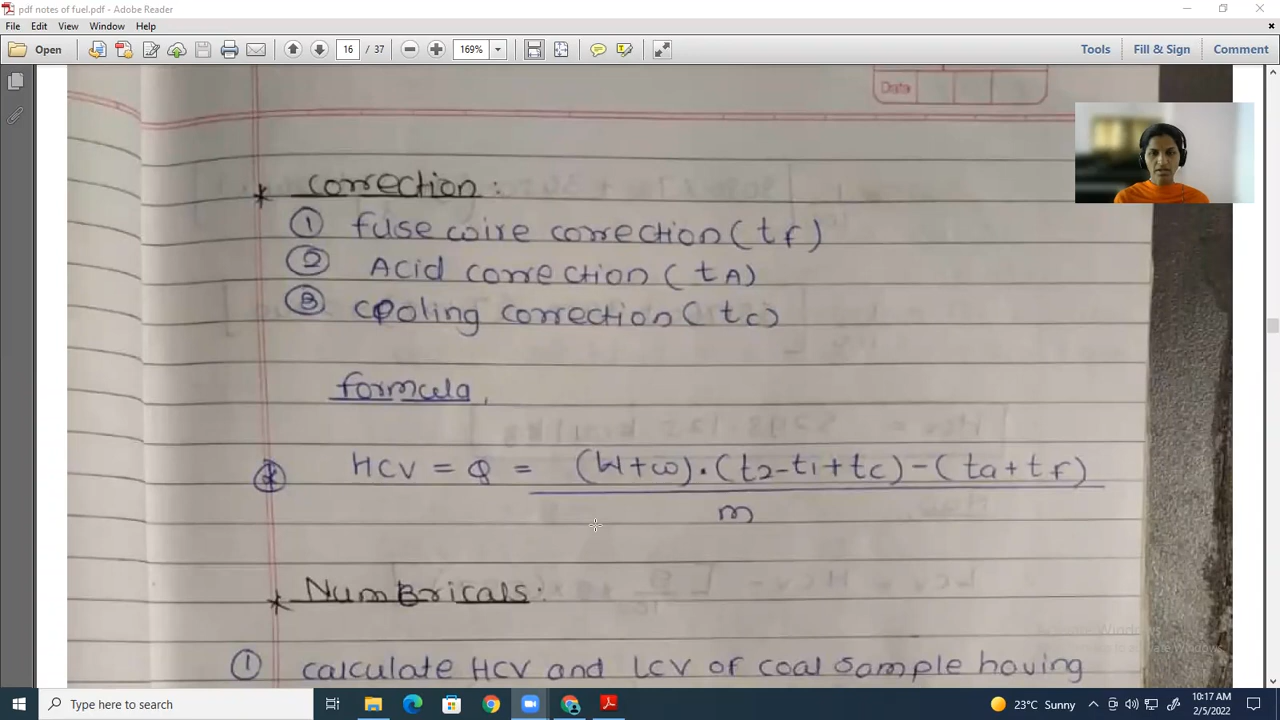 pdf notes of fuel.pdf - Adobe Reader
File Edit View Window Help
Open 16 / 37 169% Tools Fill & Sign Comment
Data
* correction :
① fuse wire correction (tf)
② Acid correction (tA)
③ cooling correction (tc)
formula,
HCV = Q = (W+w).(t2-t1+tc)-(ta+tf)
m
* Numericals :
① calculate HCV and LCV of coal sample having
Type here to search
23°C Sunny
10:17 AM
2/5/2022